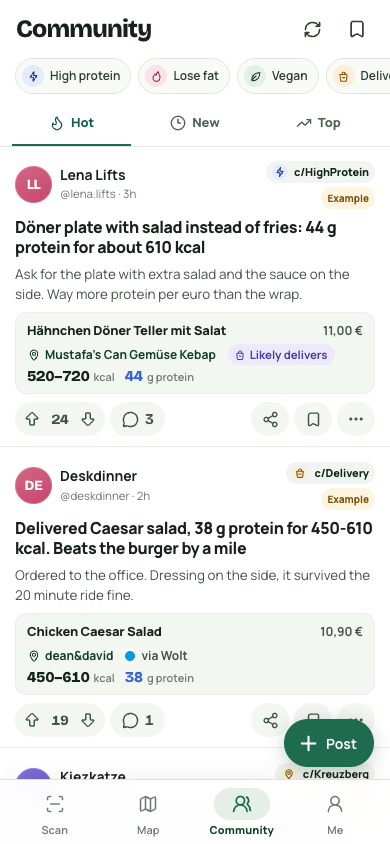 Community
High protein
Lose fat
Vegan
Hot
New
Top
LL
Lena Lifts
@lena.lifts · 3h
c/HighProtein
Example
Döner plate with salad instead of fries: 44 g
protein for about 610 kcal
Ask for the plate with extra salad and the sauce on the
side. Way more protein per euro than the wrap.
Hähnchen Döner Teller mit Salat 11,00 €
Mustafa's Can Gemüse Kebap Likely delivers
520–720 kcal 44 g protein
24 3
DE
Deskdinner
@deskdinner · 2h
c/Delivery
Example
Delivered Caesar salad, 38 g protein for 450-610
kcal. Beats the burger by a mile
Ordered to the office. Dressing on the side, it survived the
20 minute ride fine.
Chicken Caesar Salad 10,90 €
dean&david via Wolt
450–610 kcal 38 g protein
19 1
Post
Kiezkatze
c/Kreuzberg
Scan
Map
Community
Me